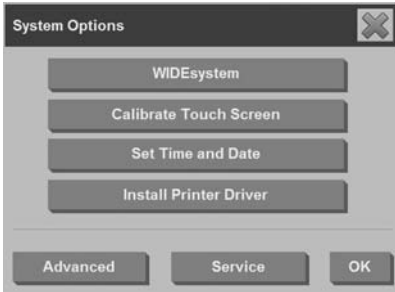 System Options
WIDEsystem
Calibrate Touch Screen
Set Time and Date
Install Printer Driver
Advanced Service OK